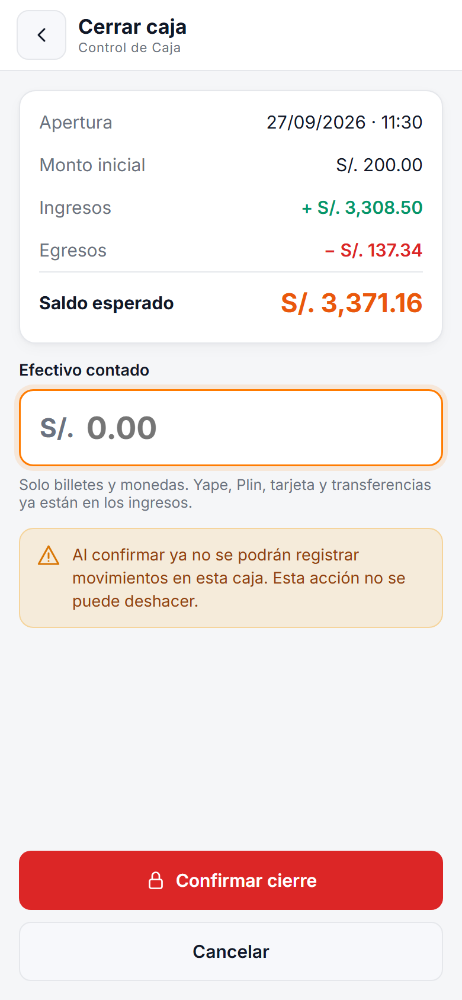 Cerrar caja
Control de Caja
Apertura 27/09/2026 · 11:30
Monto inicial S/. 200.00
Ingresos + S/. 3,308.50
Egresos − S/. 137.34
Saldo esperado S/. 3,371.16
Efectivo contado
S/. 0.00
Solo billetes y monedas. Yape, Plin, tarjeta y transferencias
ya están en los ingresos.
Al confirmar ya no se podrán registrar
movimientos en esta caja. Esta acción no se
puede deshacer.
Confirmar cierre
Cancelar